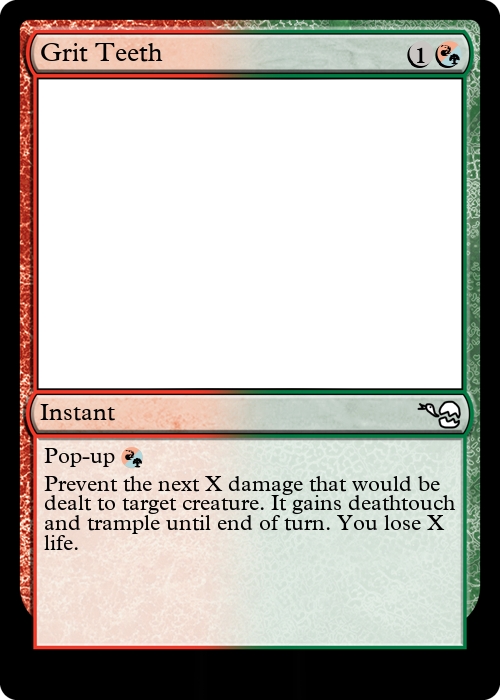 Grit Teeth 1
Instant
Pop-up
Prevent the next X damage that would be
dealt to target creature. It gains deathtouch
and trample until end of turn. You lose X
life.